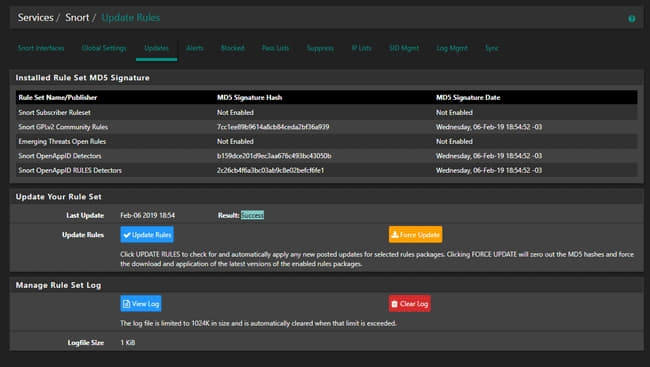 Services / Snort / Update Rules
Snort Interfaces Global Settings Updates Alerts Blocked Pass Lists Suppress IP Lists SID Mgmt Log Mgmt Sync
Installed Rule Set MD5 Signature
Rule Set Name/Publisher MD5 Signature Hash MD5 Signature Date
Snort Subscriber Ruleset Not Enabled Not Enabled
Snort GPLv2 Community Rules 7cc1ee89b9614a8cb84ceda2bf36a939 Wednesday, 06-Feb-19 18:54:52 -03
Emerging Threats Open Rules Not Enabled Not Enabled
Snort OpenAppID Detectors b159dce201d9ec3aa676c493bc43050b Wednesday, 06-Feb-19 18:54:52 -03
Snort OpenAppID RULES Detectors 2c26cb4f6a3bc03ab9c8e02befcf6fe1 Wednesday, 06-Feb-19 18:54:52 -03
Update Your Rule Set
Last Update Feb-06 2019 18:54 Result: Success
Update Rules Update Rules Force Update
Click UPDATE RULES to check for and automatically apply any new posted updates for selected rules packages. Clicking FORCE UPDATE will zero out the MD5 hashes and force
the download and application of the latest versions of the enabled rules packages.
Manage Rule Set Log
View Log Clear Log
The log file is limited to 1024K in size and is automatically cleared when that limit is exceeded.
Logfile Size 1 KiB